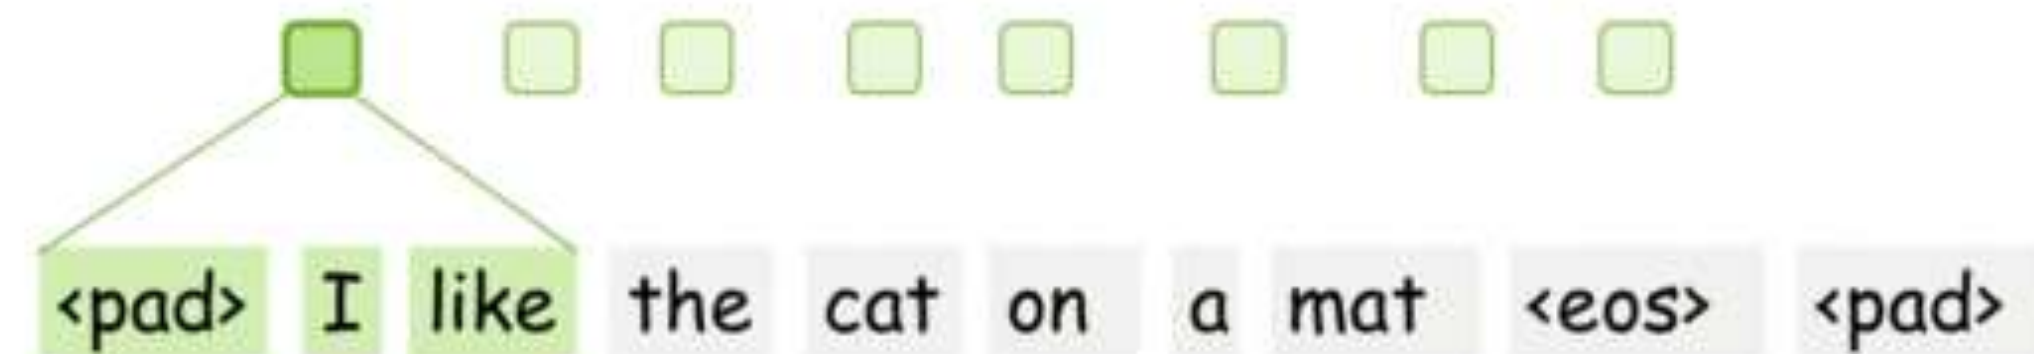 <pad> I like the cat on a mat <eos> <pad>